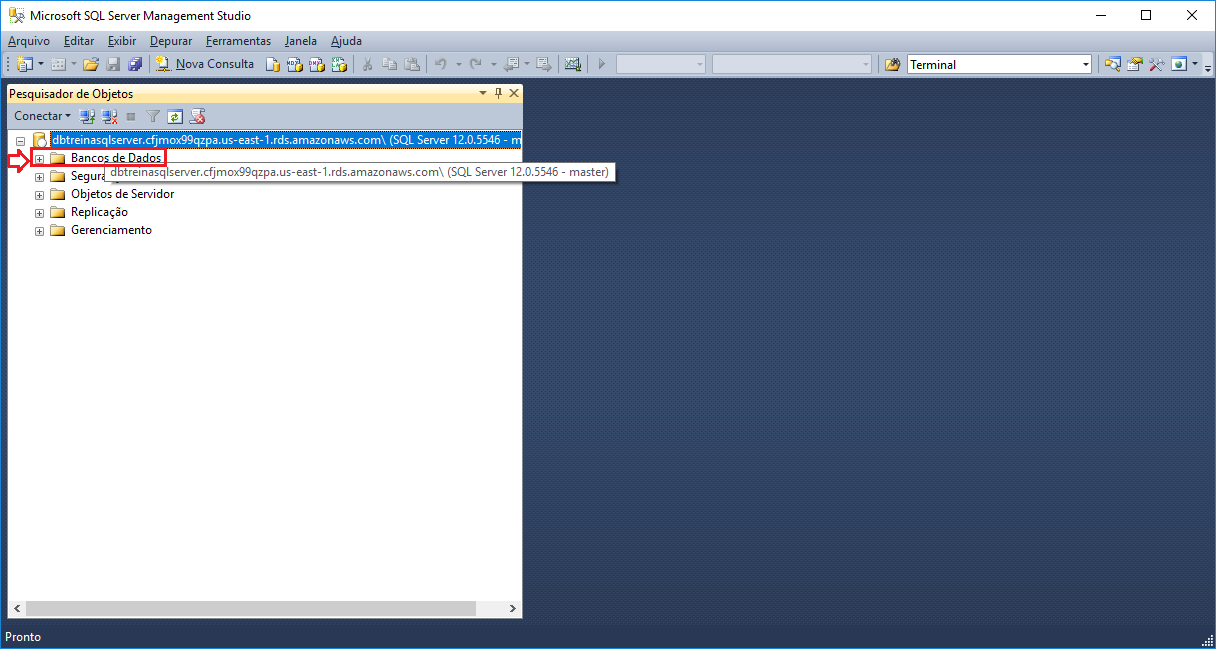 Microsoft SQL Server Management Studio
Arquivo Editar Exibir Depurar Ferramentas Janela Ajuda
Nova Consulta Terminal
Pesquisador de Objetos
Conectar
dbtreinasqlserver.cfjmox99qzpa.us-east-1.rds.amazonaws.com\ (SQL Server 12.0.5546 - m
Bancos de Dados
dbtreinasqlserver.cfjmox99qzpa.us-east-1.rds.amazonaws.com\ (SQL Server 12.0.5546 - master)
Objetos de Servidor
Replicação
Gerenciamento
Pronto